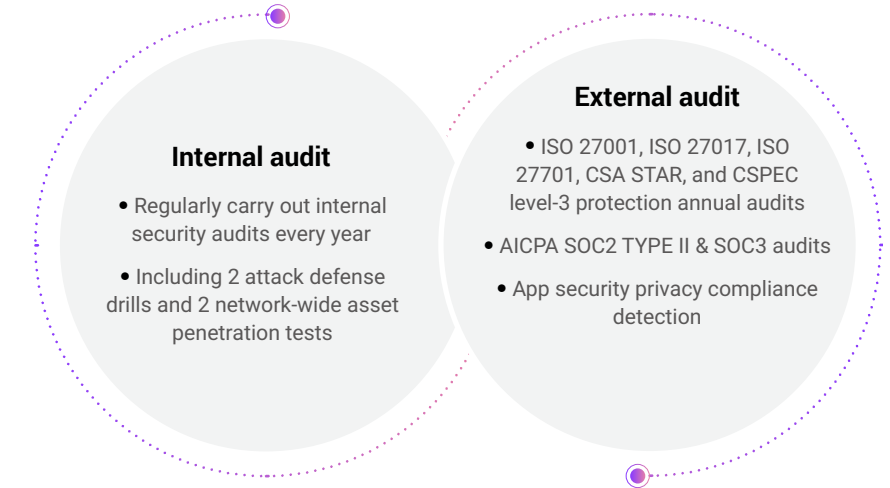 Internal audit
• Regularly carry out internal
security audits every year
• Including 2 attack defense
drills and 2 network-wide asset
penetration tests
External audit
• ISO 27001, ISO 27017, ISO
27701, CSA STAR, and CSPEC
level-3 protection annual audits
• AICPA SOC2 TYPE II & SOC3 audits
• App security privacy compliance
detection